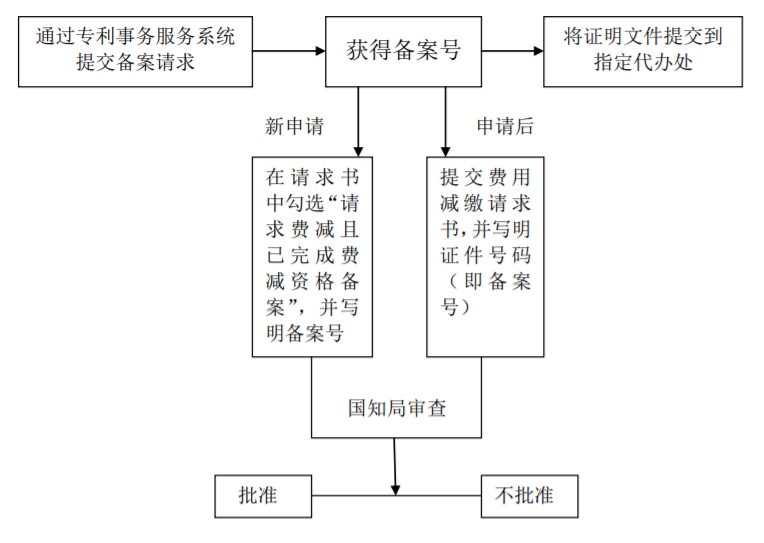 通过专利事务服务系统
提交备案请求
获得备案号
将证明文件提交到
指定代办处
新申请
申请后
在请求书
中勾选“请
求费减且
已完成费
减资格备
案”，并写
明备案号
提交费用
减缴请求
书，并写明
证件号码
（即备案
号）
国知局审查
批准
不批准